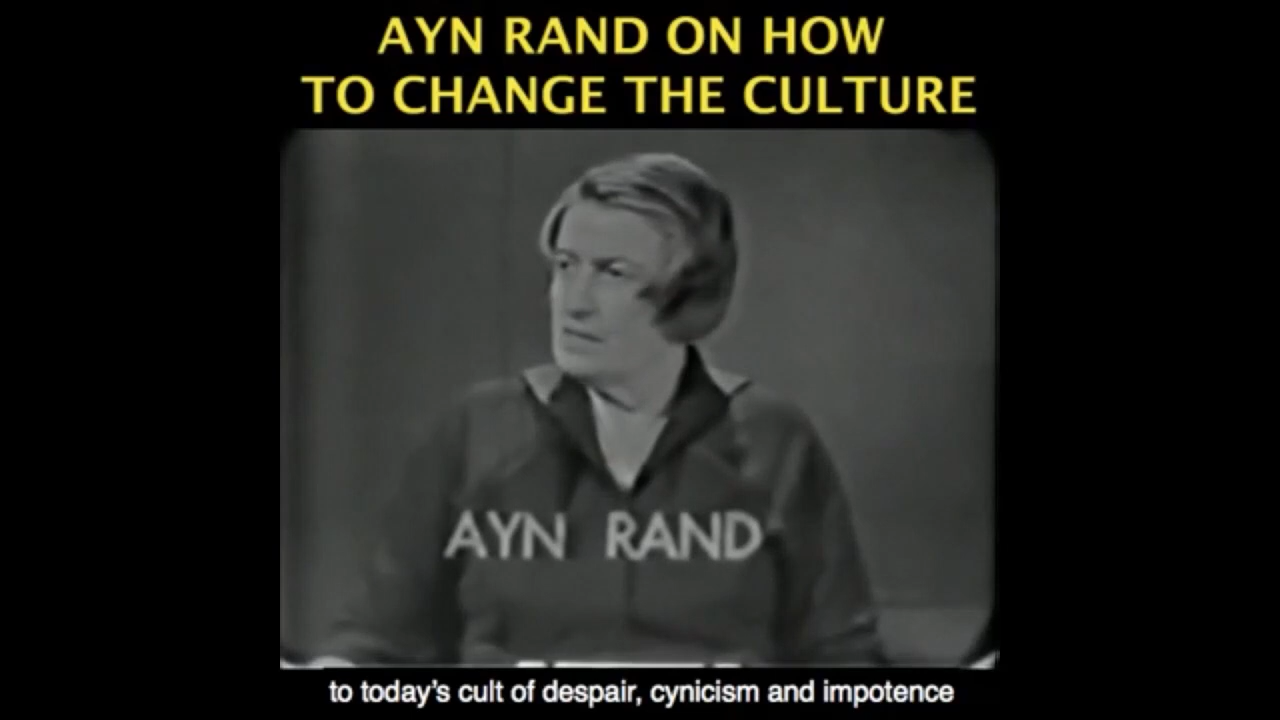 AYN RAND ON HOW
TO CHANGE THE CULTURE
AYN RAND
to today's cult of despair, cynicism and impotence